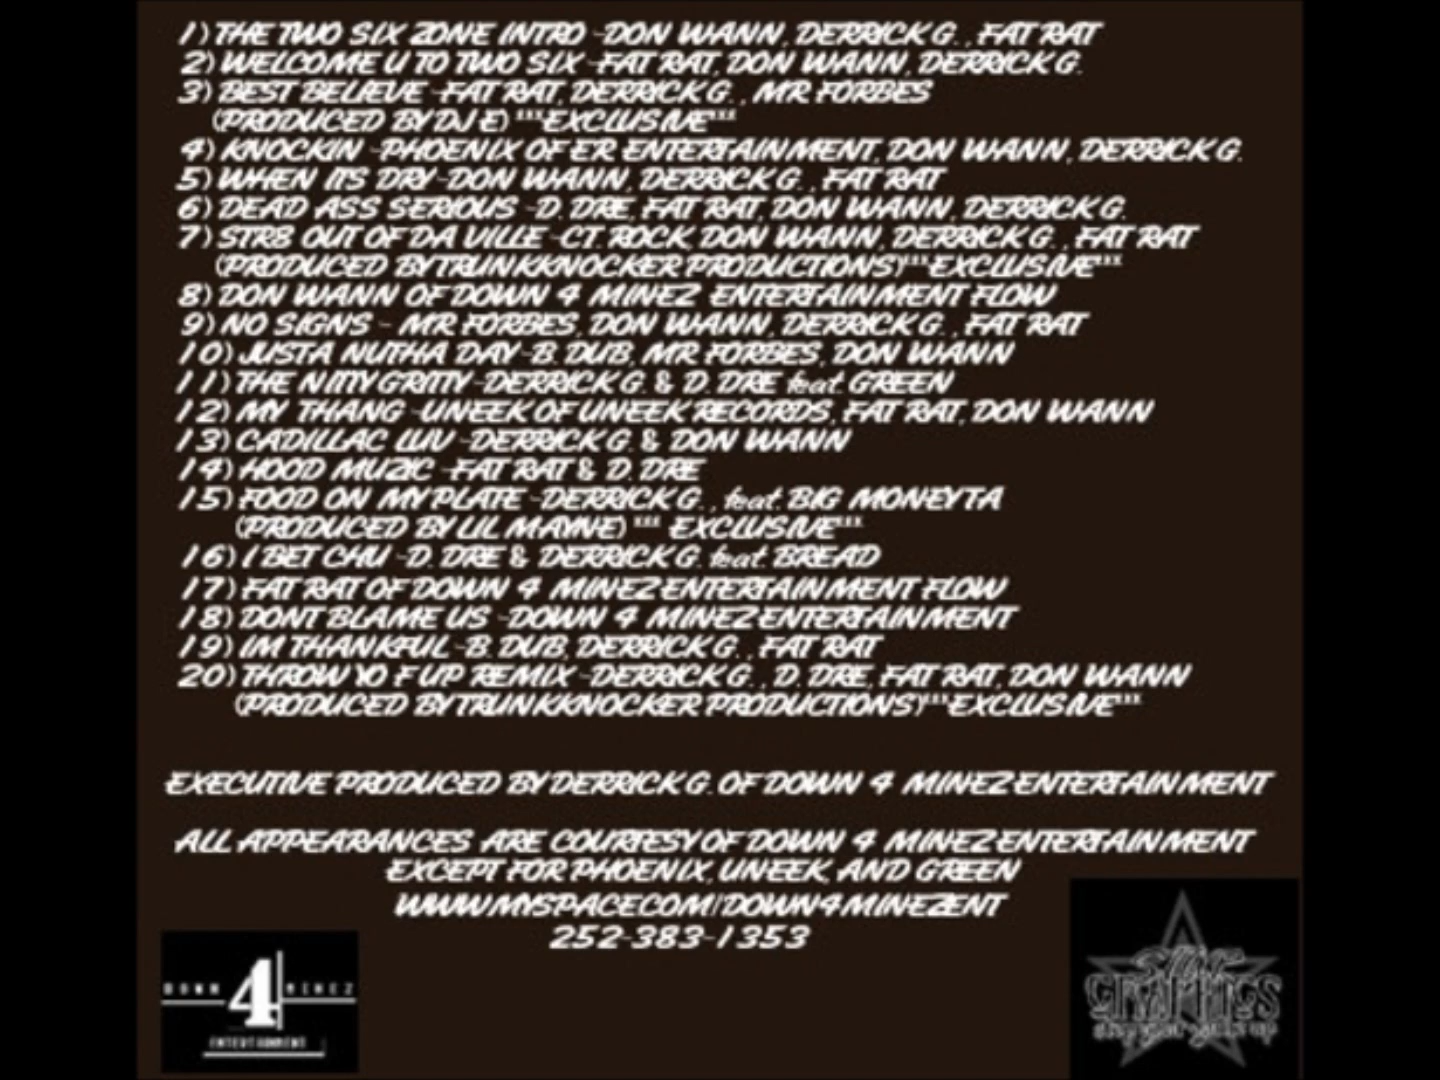 1) THE TWO SIX ZONE INTRO -DON WANN, DERRICK G. , FAT RAT
2) WELCOME U TO TWO SIX -FAT RAT, DON WANN, DERRICK G.
3) BEST BELIEVE -FAT RAT, DERRICK G. , MR FORBES
(PRODUCED BY DJ E) ***EXCLUSIVE***
4) KNOCKIN -PHOENIX OF ER ENTERTAINMENT, DON WANN, DERRICK G.
5) WHEN ITS DRY-DON WANN, DERRICK G. , FAT RAT
6) DEAD ASS SERIOUS -D. DRE, FAT RAT, DON WANN, DERRICK G.
7) STR8 OUT OF DA VILLE -CT. ROCK, DON WANN, DERRICK G. , FAT RAT
(PRODUCED BY TRUNKKNOCKER PRODUCTIONS)***EXCLUSIVE***
8) DON WANN OF DOWN 4 MINEZ ENTERTAINMENT FLOW
9) NO SIGNS - MR FORBES, DON WANN, DERRICK G. , FAT RAT
10) JUSTA NUTHA DAY -B. DUB, MR FORBES, DON WANN
11) THE NITTY GRITTY -DERRICK G. & D. DRE feat. GREEN
12) MY THANG -UNEEK OF UNEEK RECORDS, FAT RAT, DON WANN
13) CADILLAC LUV -DERRICK G. & DON WANN
14) HOOD MUZIC -FAT RAT & D. DRE
15) FOOD ON MY PLATE -DERRICK G. , feat. BIG MONEYTA
(PRODUCED BY LIL MAYNE) *** EXCLUSIVE***
16) I BET CHU -D. DRE & DERRICK G. feat. BREAD
17) FAT RAT OF DOWN 4 MINEZ ENTERTAINMENT FLOW
18) DONT BLAME US -DOWN 4 MINEZ ENTERTAINMENT
19) IM THANKFUL -B. DUB, DERRICK G. , FAT RAT
20) THROW YO F UP REMIX -DERRICK G. , D. DRE, FAT RAT, DON WANN
(PRODUCED BY TRUNKKNOCKER PRODUCTIONS)***EXCLUSIVE***
EXECUTIVE PRODUCED BY DERRICK G. OF DOWN 4 MINEZ ENTERTAINMENT
ALL APPEARANCES ARE COURTESY OF DOWN 4 MINEZ ENTERTAINMENT
EXCEPT FOR PHOENIX, UNEEK, AND GREEN
WWW.MYSPACE.COM/DOWN4MINEZENT
252-383-1353
DOWN 4 MINEZ
ENTERTAINMENT
STAR
GRAPHICS